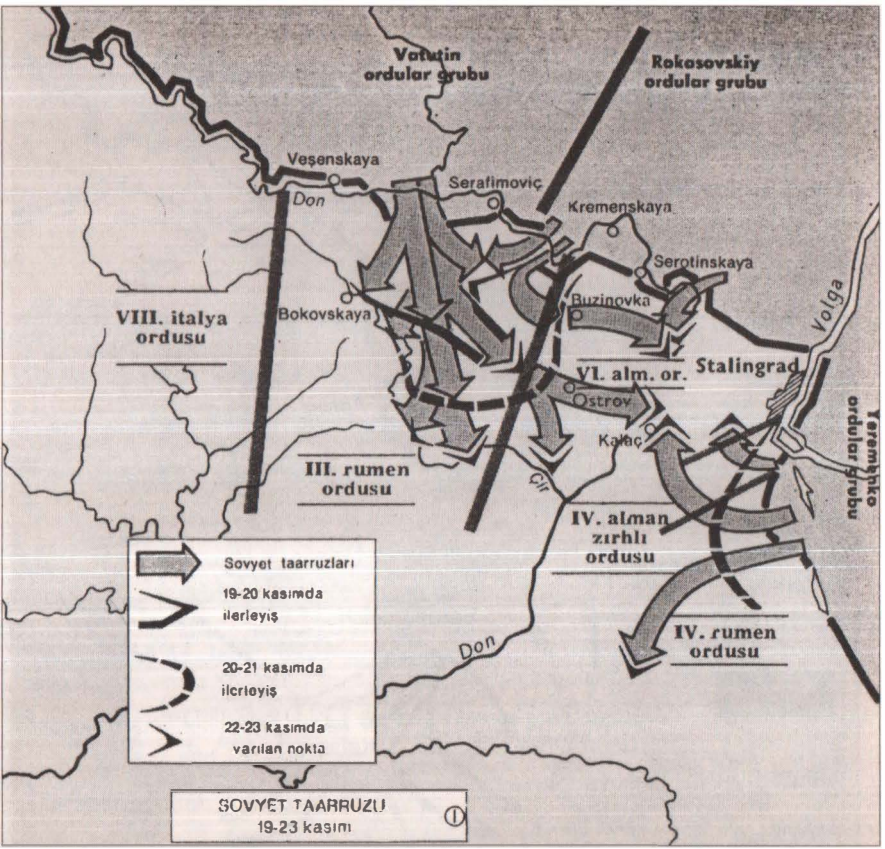 Vatutin
ordular grubu
Rokasovskiy
ordular grubu
Veşenskaya
Don
Serafimoviç
Kremenskaya
Serotinskaya
Volga
Bokovskaya
Buzinovka
VIII. italya
ordusu
VI. alm. or.
Stalingrad
Ostrov
Kalaç
Yeremenko
ordular grubu
III. rumen
ordusu
Çir
IV. alman
zırhlı
ordusu
IV. rumen
ordusu
Don
Sovyet taarruzları
19-20 kasımda
ilerleyiş
20-21 kasımda
ilerleyiş
22-23 kasımda
varılan nokta
SOVYET TAARRUZU
19-23 kasım
1